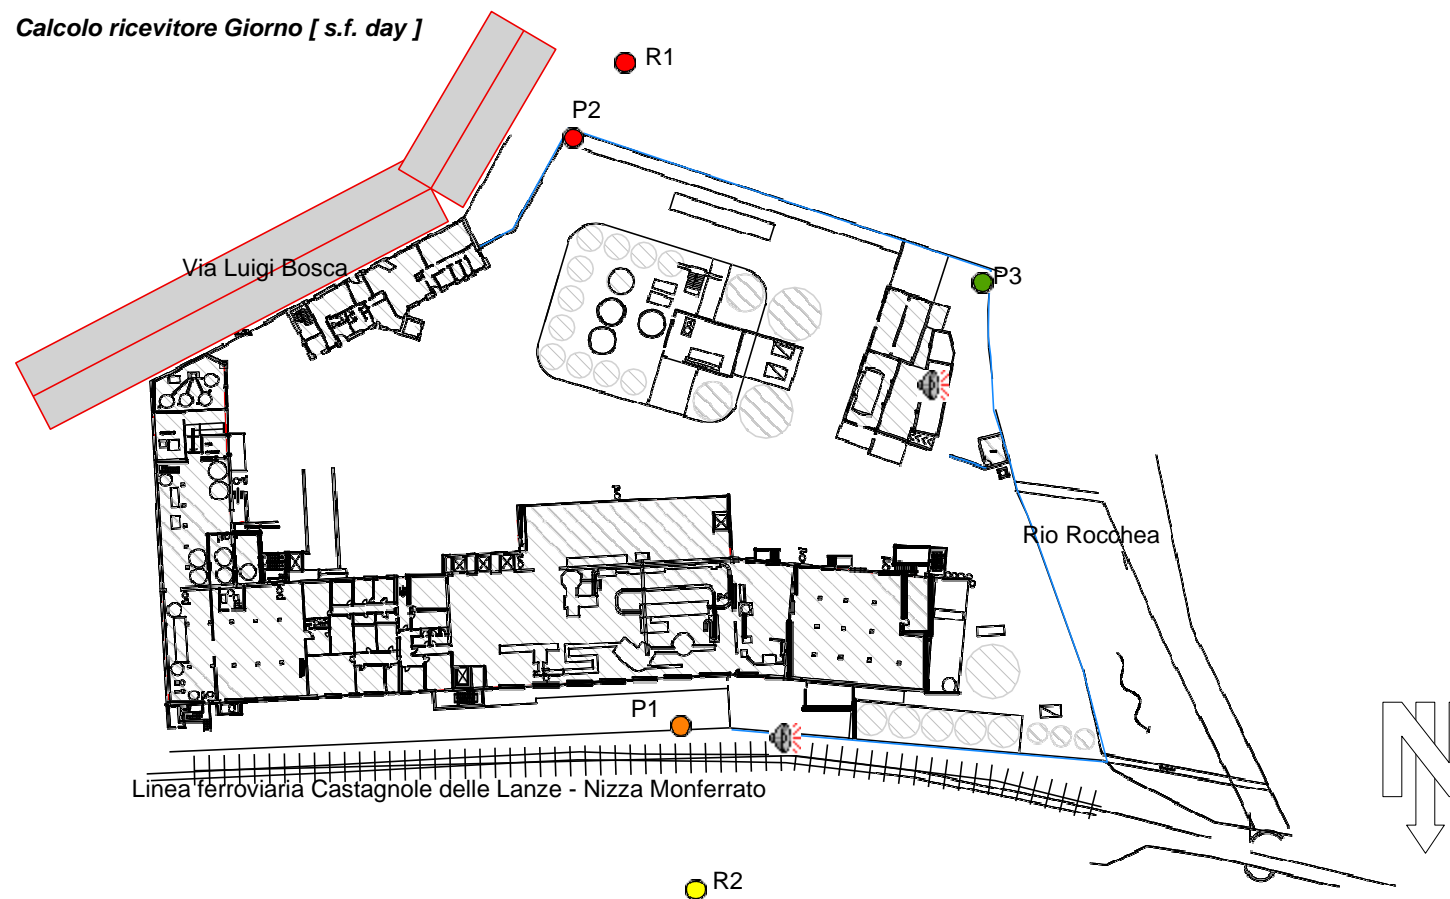 Calcolo ricevitore Giorno [ s.f. day ]
R1
P2
Via Luigi Bosca
P3
Rio Rocchea
P1
Linea ferroviaria Castagnole delle Lanze - Nizza Monferrato
R2
N